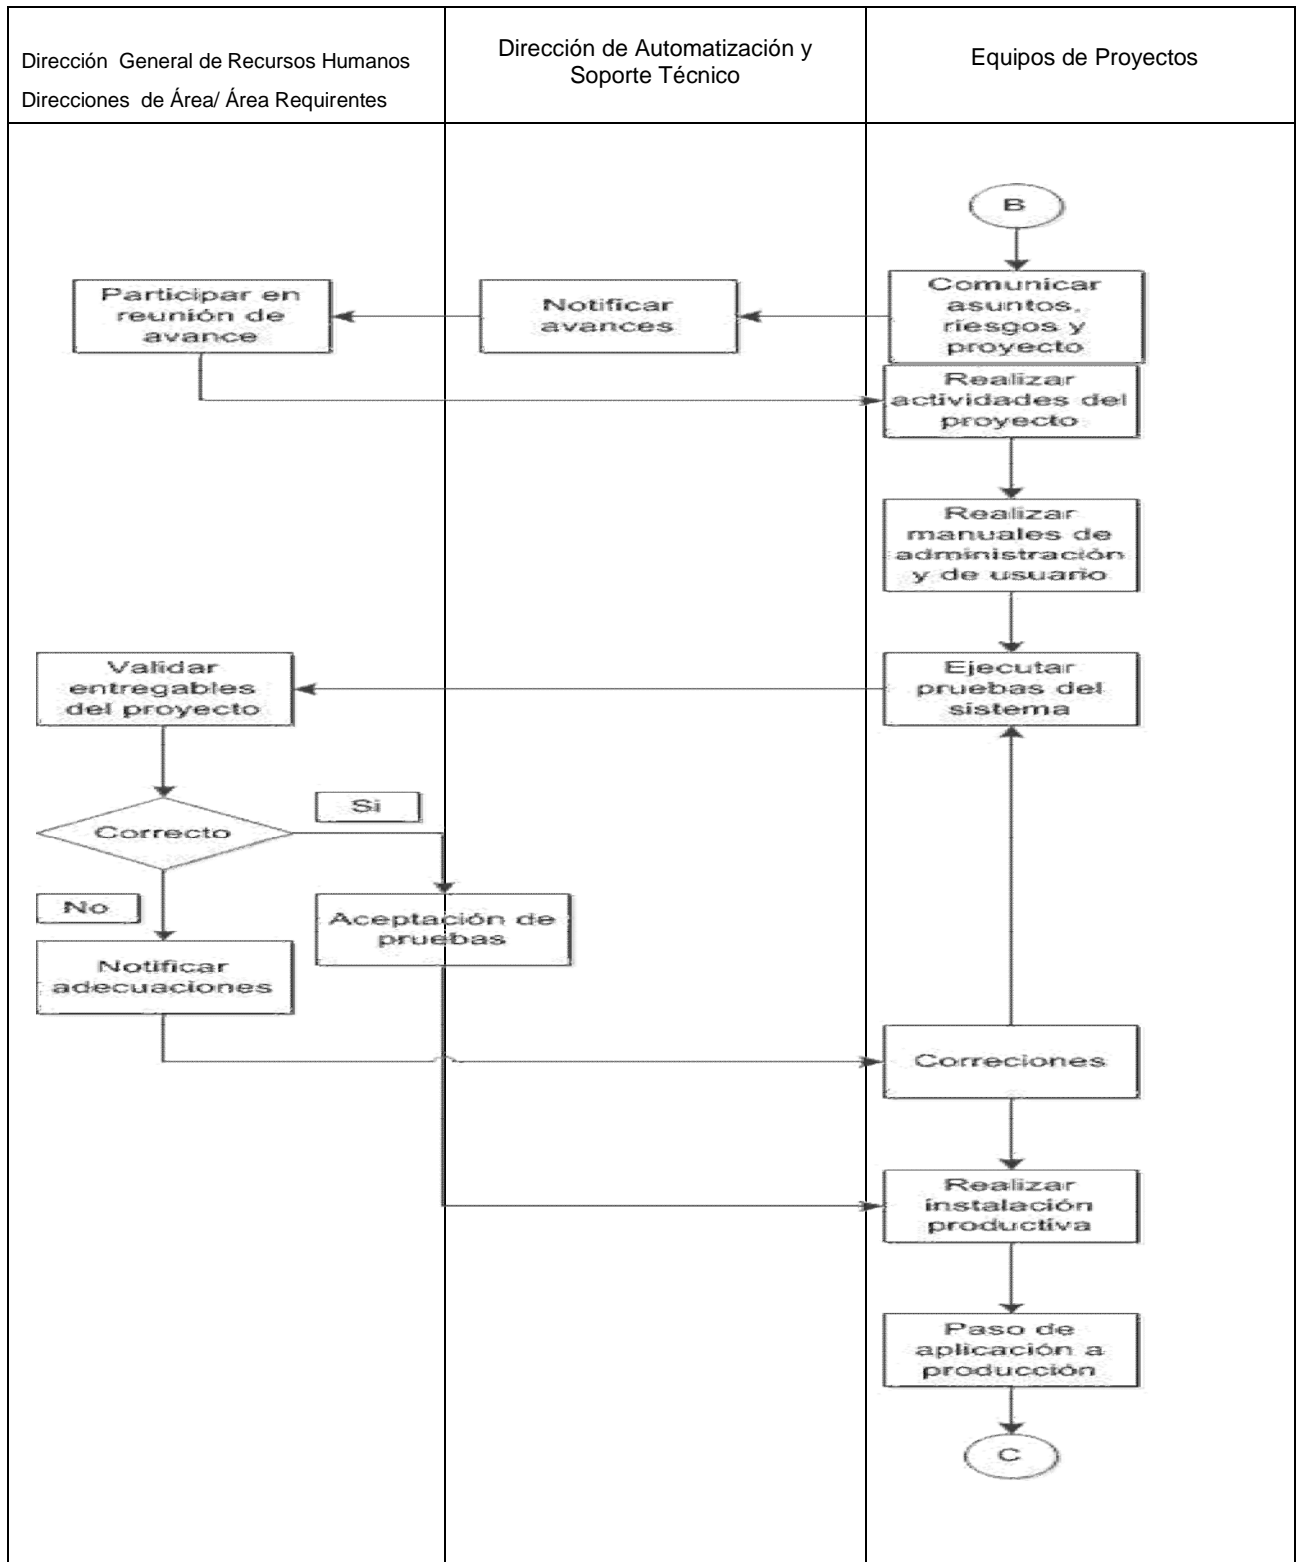 Dirección General de Recursos Humanos
Direcciones de Área/ Área Requirentes
Dirección de Automatización y
Soporte Técnico
Equipos de Proyectos
B
Participar en
reunión de
avance
Notificar
avances
Comunicar
asuntos,
riesgos y
proyecto
Realizar
actividades del
proyecto
Realizar
manuales de
administración
y de usuario
Validar
entregables
del proyecto
Ejecutar
pruebas del
sistema
Correcto
Si
No
Aceptación de
pruebas
Notificar
adecuaciones
Correciones
Realizar
instalación
productiva
Paso de
aplicación a
producción
C